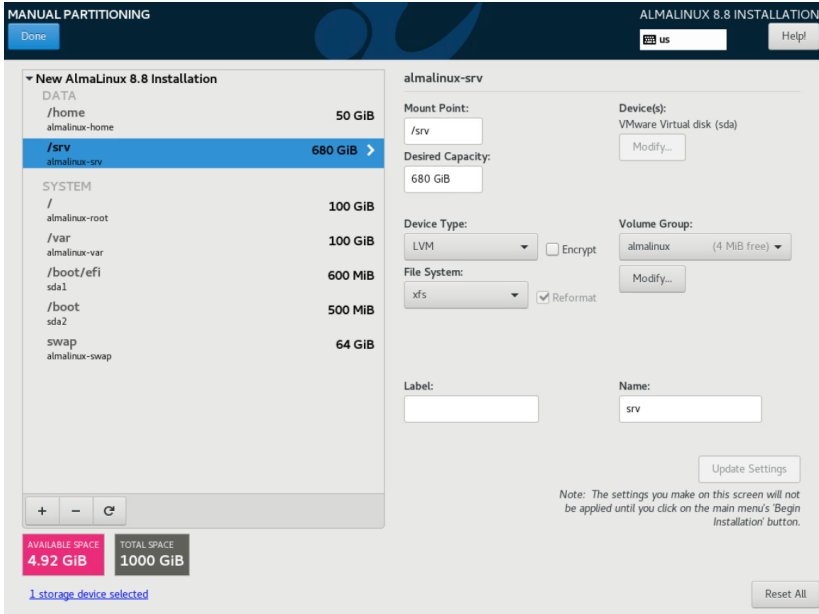 MANUAL PARTITIONING
ALMALINUX 8.8 INSTALLATION
Done
us
Help!
New AlmaLinux 8.8 Installation
DATA
/home 50 GiB
almalinux-home
/srv 680 GiB
almalinux-srv
SYSTEM
/ 100 GiB
almalinux-root
/var 100 GiB
almalinux-var
/boot/efi 600 MiB
sda1
/boot 500 MiB
sda2
swap 64 GiB
almalinux-swap
+ −
AVAILABLE SPACE
4.92 GiB
TOTAL SPACE
1000 GiB
1 storage device selected
almalinux-srv
Mount Point:
/srv
Desired Capacity:
680 GiB
Device(s):
VMware Virtual disk (sda)
Modify...
Device Type:
LVM
Encrypt
Volume Group:
almalinux (4 MiB free)
File System:
xfs
Reformat
Modify...
Label:
Name:
srv
Update Settings
Note: The settings you make on this screen will not
be applied until you click on the main menu's 'Begin
Installation' button.
Reset All